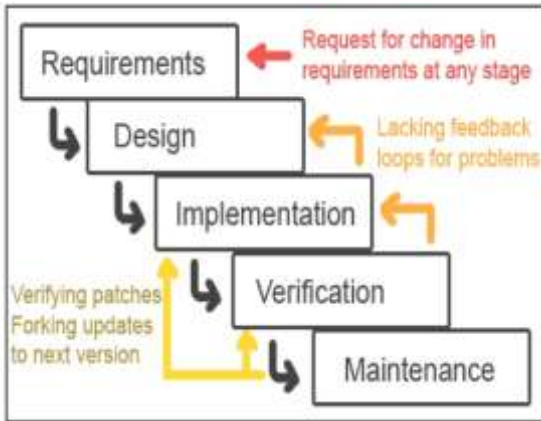 Requirements
Request for change in
requirements at any stage
Design
Lacking feedback
loops for problems
Implementation
Verification
Verifying patches
Forking updates
to next version
Maintenance